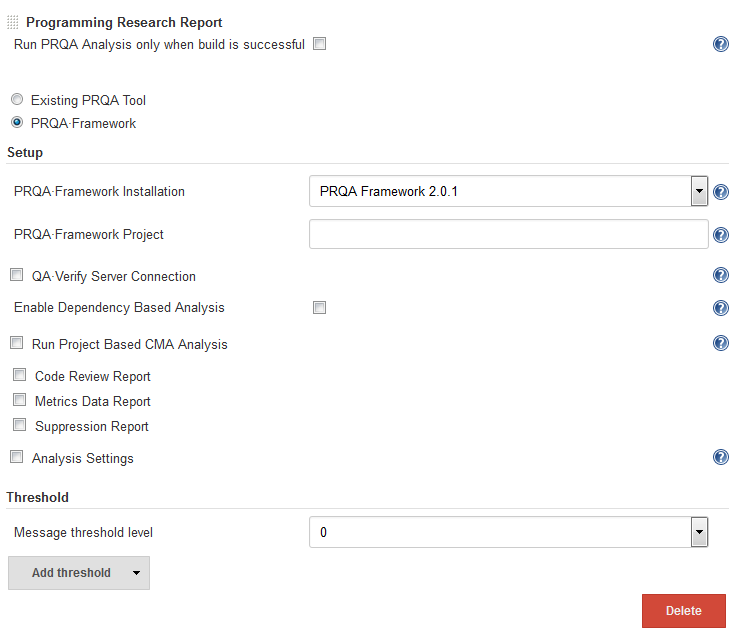 Programming Research Report
Run PRQA Analysis only when build is successful
Existing PRQA Tool
PRQA·Framework
Setup
PRQA·Framework Installation PRQA Framework 2.0.1
PRQA·Framework Project
QA·Verify Server Connection
Enable Dependency Based Analysis
Run Project Based CMA Analysis
Code Review Report
Metrics Data Report
Suppression Report
Analysis Settings
Threshold
Message threshold level 0
Add threshold
Delete